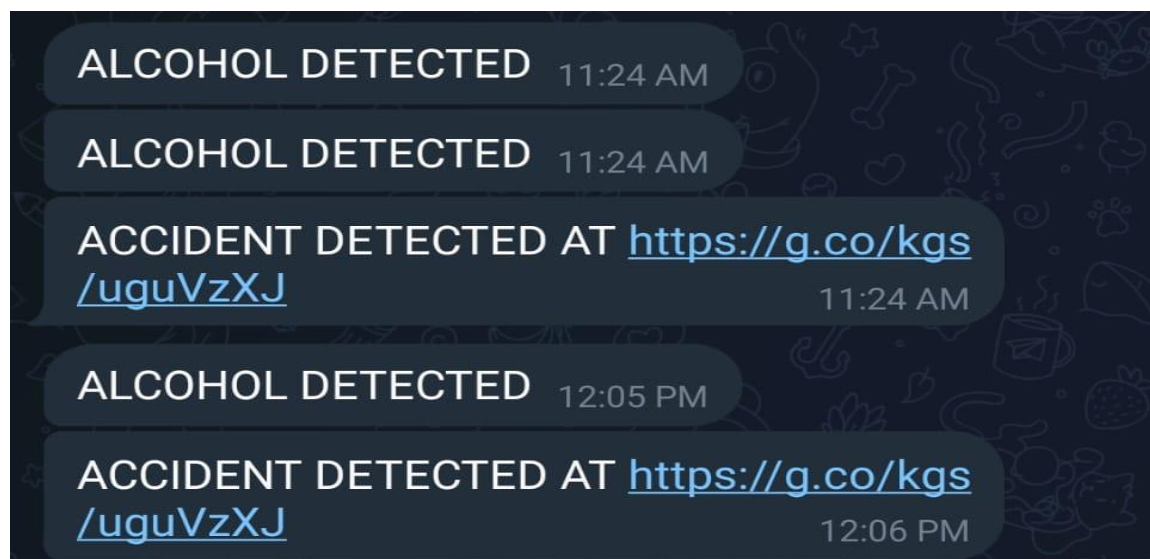 ALCOHOL DETECTED 11:24 AM
ALCOHOL DETECTED 11:24 AM
ACCIDENT DETECTED AT https://g.co/kgs
/uguVzXJ 11:24 AM
ALCOHOL DETECTED 12:05 PM
ACCIDENT DETECTED AT https://g.co/kgs
/uguVzXJ 12:06 PM